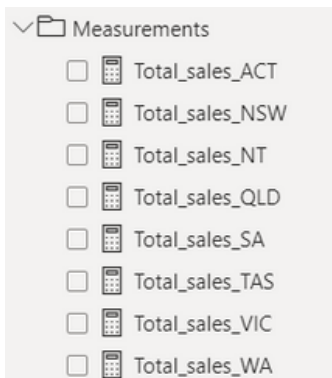 Measurements
Total_sales_ACT
Total_sales_NSW
Total_sales_NT
Total_sales_QLD
Total_sales_SA
Total_sales_TAS
Total_sales_VIC
Total_sales_WA